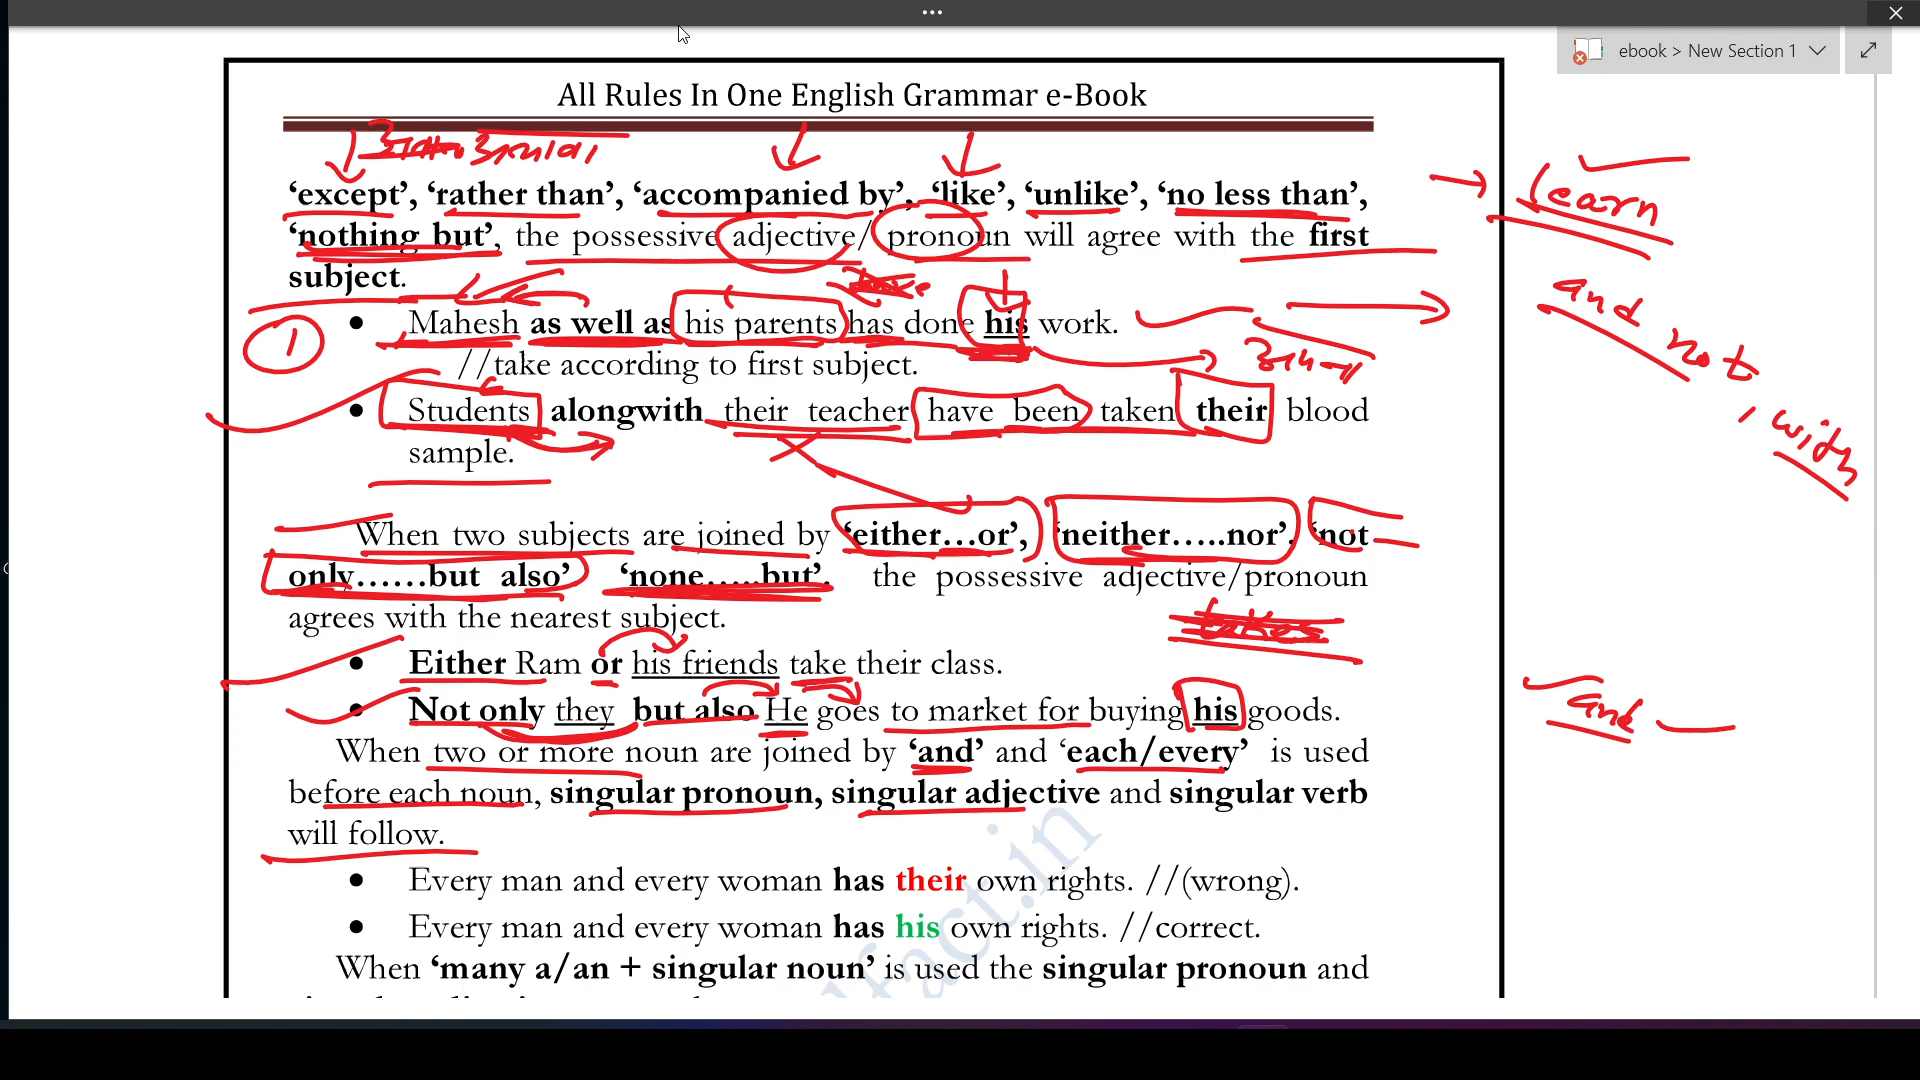 ebook > New Section 1
All Rules In One English Grammar e-Book
‘except’, ‘rather than’, ‘accompanied by’, ‘like’, ‘unlike’, ‘no less than’,
‘nothing but’, the possessive adjective/ pronoun will agree with the first
subject.
learn
and not, with
• Mahesh as well as his parents has done his work.
//take according to first subject.
• Students alongwith their teacher have been taken their blood
sample.
When two subjects are joined by ‘either…or’, ‘neither…..nor’. ‘not
only……but also’ ‘none…..but’. the possessive adjective/pronoun
agrees with the nearest subject.
takes
• Either Ram or his friends take their class.
• Not only they but also He goes to market for buying his goods.
and
When two or more noun are joined by ‘and’ and ‘each/every’ is used
before each noun, singular pronoun, singular adjective and singular verb
will follow.
• Every man and every woman has their own rights. //(wrong).
• Every man and every woman has his own rights. //correct.
When ‘many a/an + singular noun’ is used the singular pronoun and